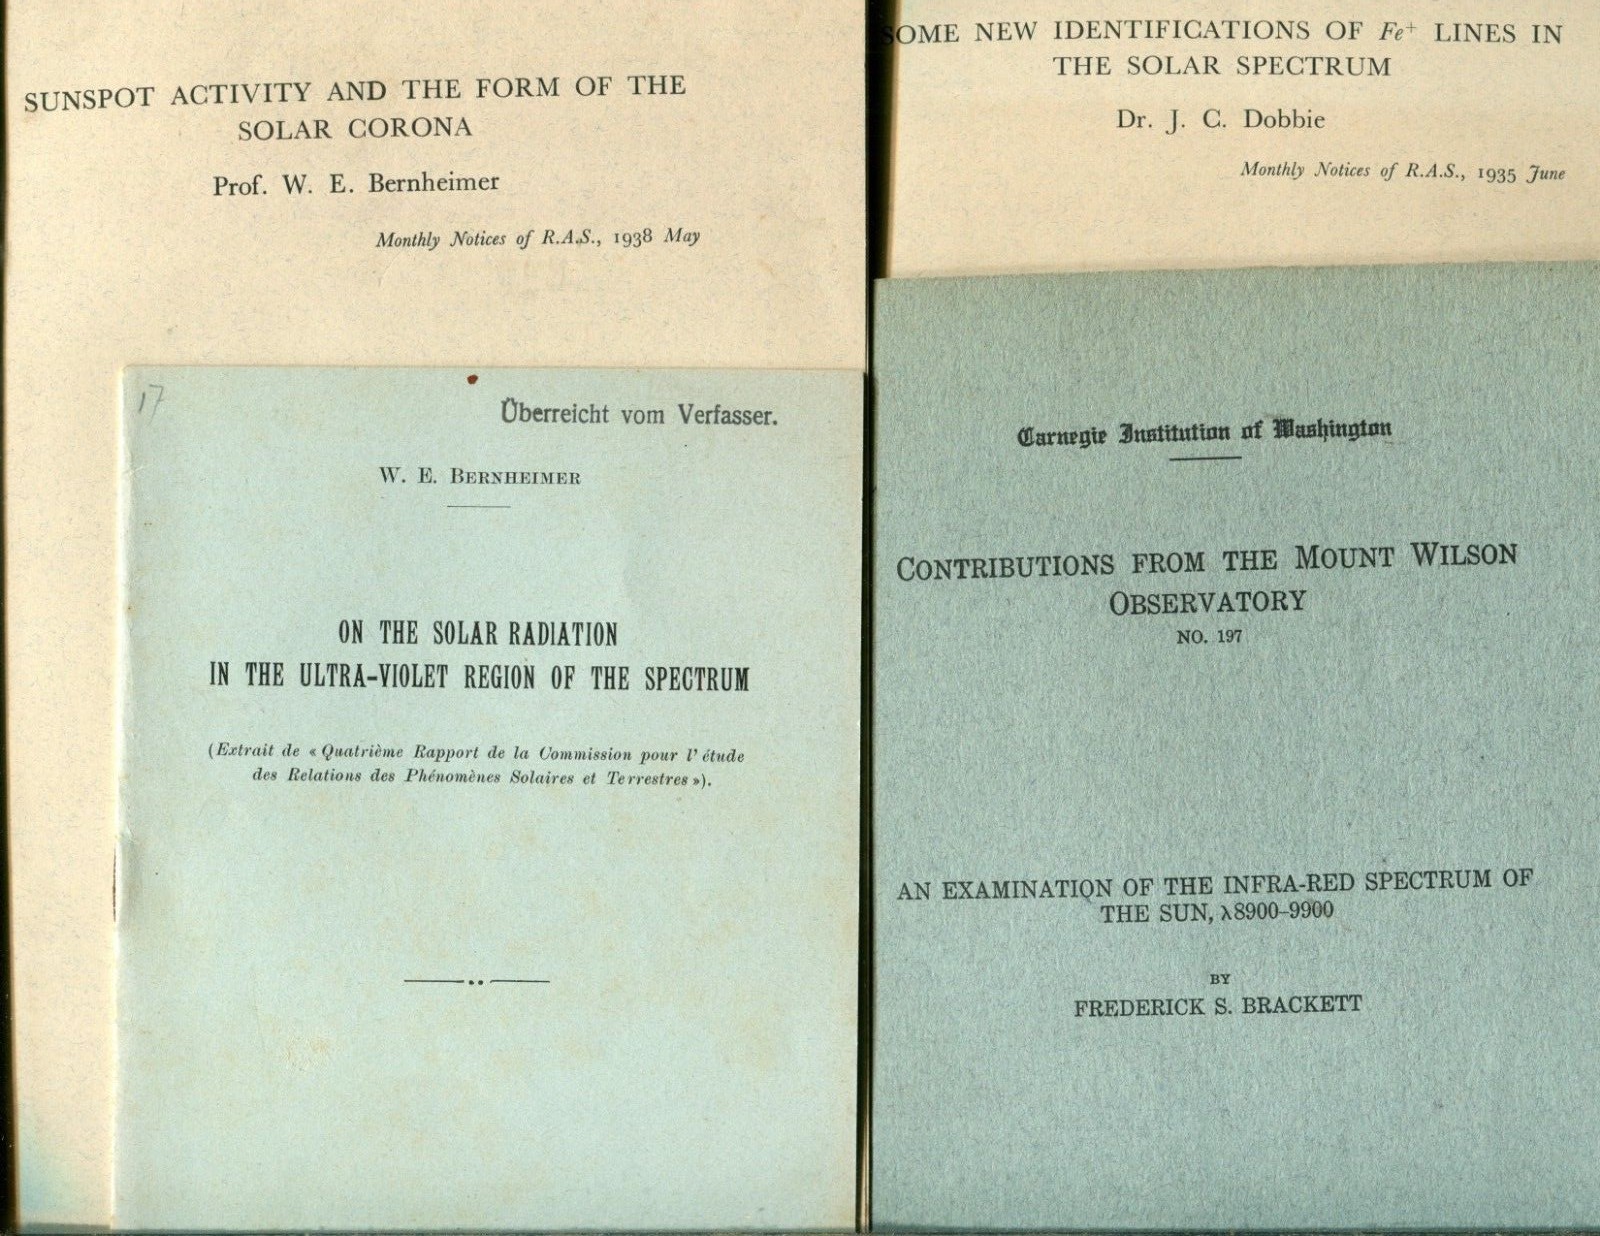 SUNSPOT ACTIVITY AND THE FORM OF THE
SOLAR CORONA
Prof. W. E. Bernheimer
Monthly Notices of R.A.S., 1938 May
17
Überreicht vom Verfasser.
W. E. BERNHEIMER
ON THE SOLAR RADIATION
IN THE ULTRA-VIOLET REGION OF THE SPECTRUM
(Extrait de « Quatrième Rapport de la Commission pour l' étude
des Relations des Phénomènes Solaires et Terrestres »).
SOME NEW IDENTIFICATIONS OF Fe⁺ LINES IN
THE SOLAR SPECTRUM
Dr. J. C. Dobbie
Monthly Notices of R.A.S., 1935 June
Carnegie Institution of Washington
CONTRIBUTIONS FROM THE MOUNT WILSON
OBSERVATORY
NO. 197
AN EXAMINATION OF THE INFRA-RED SPECTRUM OF
THE SUN, λ8900-9900
BY
FREDERICK S. BRACKETT